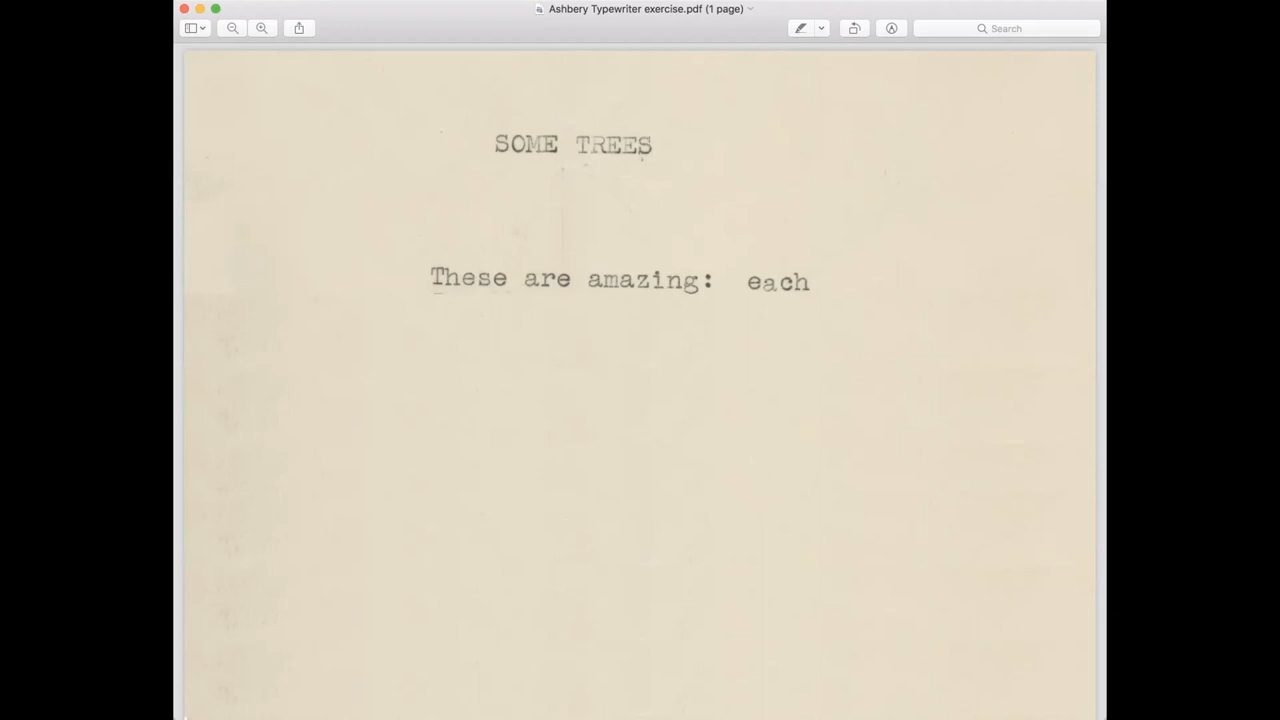 Ashbery Typewriter exercise.pdf (1 page)
Search
SOME TREES
These are amazing:  each